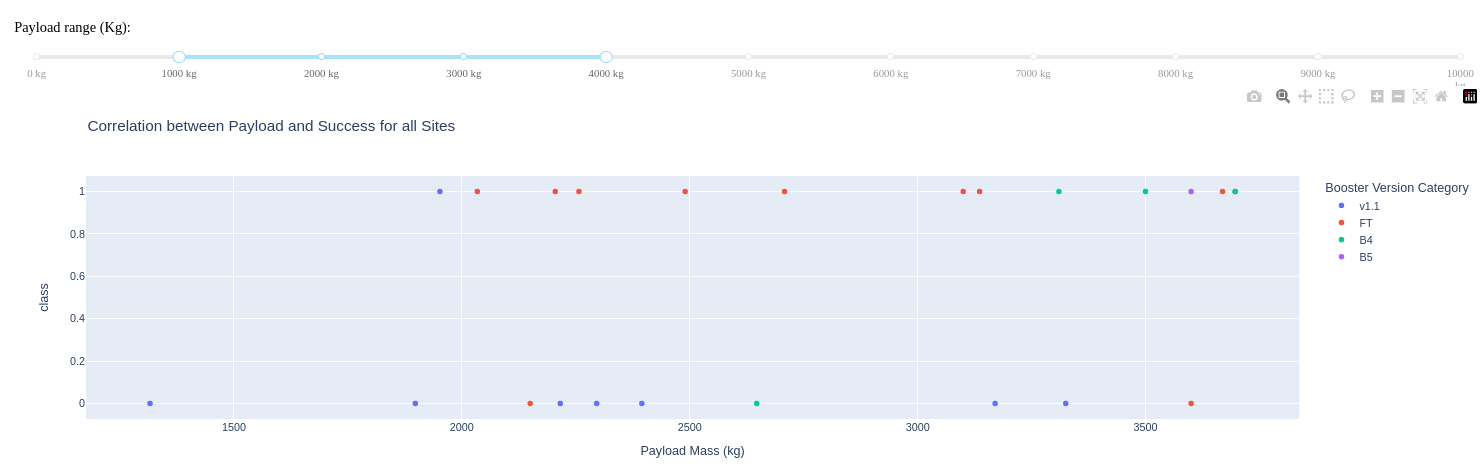 Payload range (Kg):
0 kg 1000 kg 2000 kg 3000 kg 4000 kg 5000 kg 6000 kg 7000 kg 8000 kg 9000 kg 10000
Correlation between Payload and Success for all Sites
Booster Version Category
v1.1
FT
B4
B5
1
0.8
0.6
0.4
0.2
0
class
1500 2000 2500 3000 3500
Payload Mass (kg)